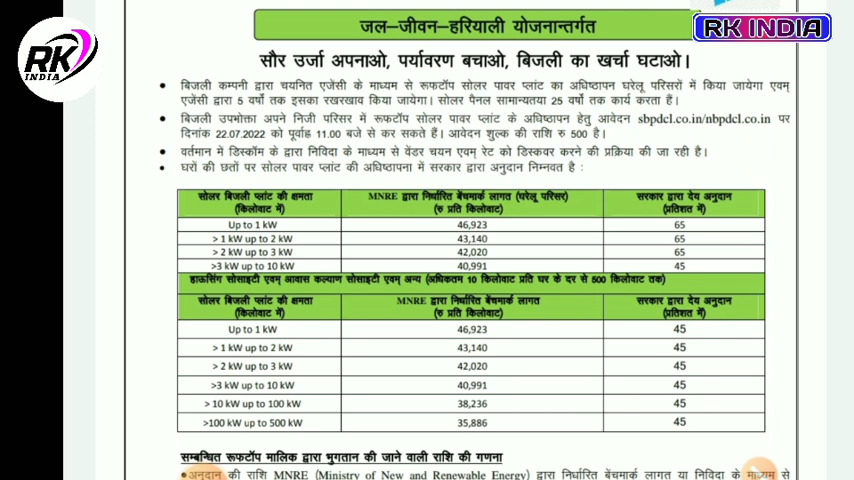 जल–जीवन–हरियाली योजनान्तर्गत
RK INDIA
RK
INDIA
सौर उर्जा अपनाओ, पर्यावरण बचाओ, बिजली का खर्चा घटाओ।
• बिजली कम्पनी द्वारा चयनित एजेंसी के माध्यम से रूफटॉप सोलर पावर प्लांट का अधिष्ठापन घरेलू परिसरों में किया जायेगा एवम्
एजेंसी द्वारा 5 वर्षो तक इसका रखरखाव किया जायेगा। सोलर पैनल सामान्यतया 25 वर्षो तक कार्य करता है।
• बिजली उपभोक्ता अपने निजी परिसर में रूफटॉप सोलर पावर प्लांट के अधिष्ठापन हेतु आवेदन sbpdcl.co.in/nbpdcl.co.in पर
दिनांक 22.07.2022 को पूर्वाह्न 11.00 बजे से कर सकते हैं। आवेदन शुल्क की राशि रु 500 है।
• वर्तमान में डिस्कॉम के द्वारा निविदा के माध्यम से वेंडर चयन एवम् रेट को डिस्कवर करने की प्रक्रिया की जा रही है।
• घरों की छतों पर सोलर पावर प्लांट की अधिष्ठापना में सरकार द्वारा अनुदान निम्नवत है :
सोलर बिजली प्लांट की क्षमता (किलोवाट में) MNRE द्वारा निर्धारित बेंचमार्क लागत (घरेलू परिसर) (रु प्रति किलोवाट) सरकार द्वारा देय अनुदान (प्रतिशत में)
Up to 1 kW 46,923 65
> 1 kW up to 2 kW 43,140 65
> 2 kW up to 3 kW 42,020 65
>3 kW up to 10 kW 40,991 45
हाऊसिंग सोसाइटी एवम् आवास कल्याण सोसाइटी एवम् अन्य (अधिकतम 10 किलोवाट प्रति घर के दर से 500 किलोवाट तक)
सोलर बिजली प्लांट की क्षमता (किलोवाट में) MNRE द्वारा निर्धारित बेंचमार्क लागत (रु प्रति किलोवाट) सरकार द्वारा देय अनुदान (प्रतिशत में)
Up to 1 kW 46,923 45
> 1 kW up to 2 kW 43,140 45
> 2 kW up to 3 kW 42,020 45
>3 kW up to 10 kW 40,991 45
> 10 kW up to 100 kW 38,236 45
>100 kW up to 500 kW 35,886 45
सम्बन्धित रूफटॉप मालिक द्वारा भुगतान की जाने वाली राशि की गणना
•अनुदान की राशि MNRE (Ministry of New and Renewable Energy) द्वारा निर्धारित बेंचमार्क लागत या निविदा के माध्यम से